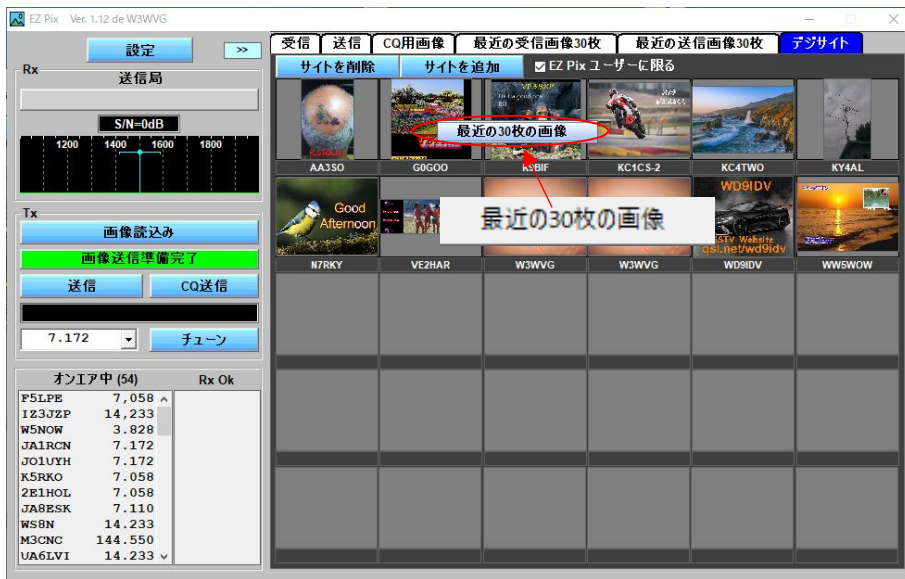 EZ Pix Ver. 1.12 de W3WVG
設定
>>
Rx
送信局
S/N=0dB
1200 1400 1600 1800
Tx
画像読込み
画像送信準備完了
送信 CQ送信
7.172 チューン
オンエア中 (54) Rx Ok
F5LPE 7,058
IZ3JZP 14,233
W5NOW 3.828
JA1RCN 7.172
JO1UYH 7.172
K5RKO 7.058
2E1HOL 7.058
JA8ESK 7.110
WS8N 14.233
M3CNC 144.550
UA6LVI 14.233
受信 送信 CQ用画像 最近の受信画像30枚 最近の送信画像30枚 デジサイト
サイトを削除 サイトを追加 EZ Pix ユーザーに限る
最近の30枚の画像
AA3SO G0GOO K9BIF KC1CS-2 KC4TWO KY4AL
Good
Afternoon
最近の30枚の画像
WD9IDV
SSTV Website
qsl.net/wd9idv
N7RKY VE2HAR W3WVG W3WVG WD9IDV WW5WOW